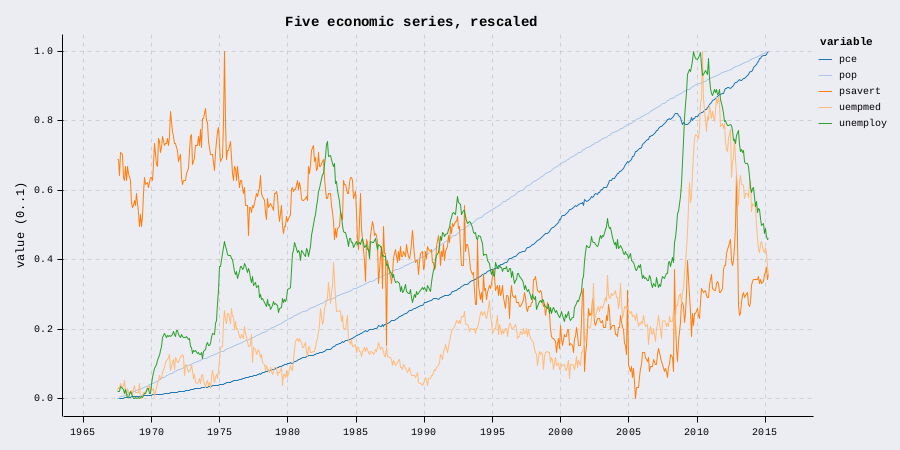 Five economic series, rescaled
variable
pce
pop
psavert
uempmed
unemploy
value (0..1)
1.0
0.8
0.6
0.4
0.2
0.0
1965 1970 1975 1980 1985 1990 1995 2000 2005 2010 2015